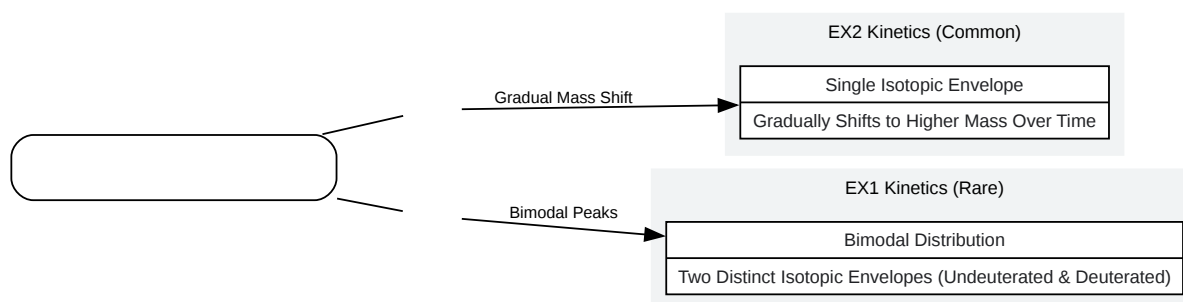 EX2 Kinetics (Common)
Single Isotopic Envelope
Gradually Shifts to Higher Mass Over Time
Gradual Mass Shift
EX1 Kinetics (Rare)
Bimodal Peaks
Bimodal Distribution
Two Distinct Isotopic Envelopes (Undeuterated & Deuterated)